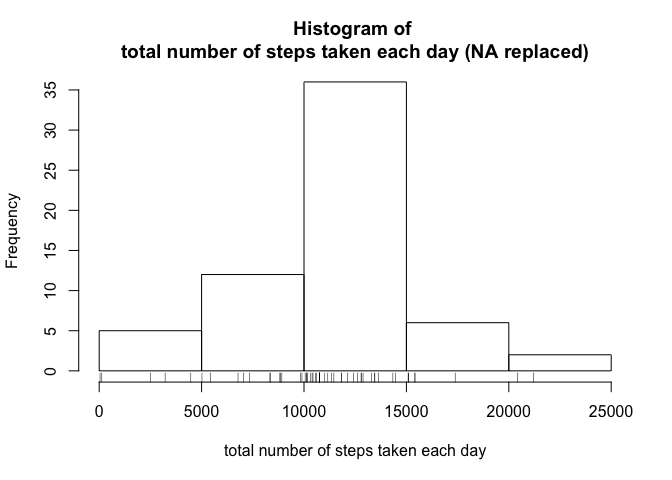 Histogram of
total number of steps taken each day (NA replaced)
Frequency
35
30
25
20
15
10
5
0
0 5000 10000 15000 20000 25000
total number of steps taken each day